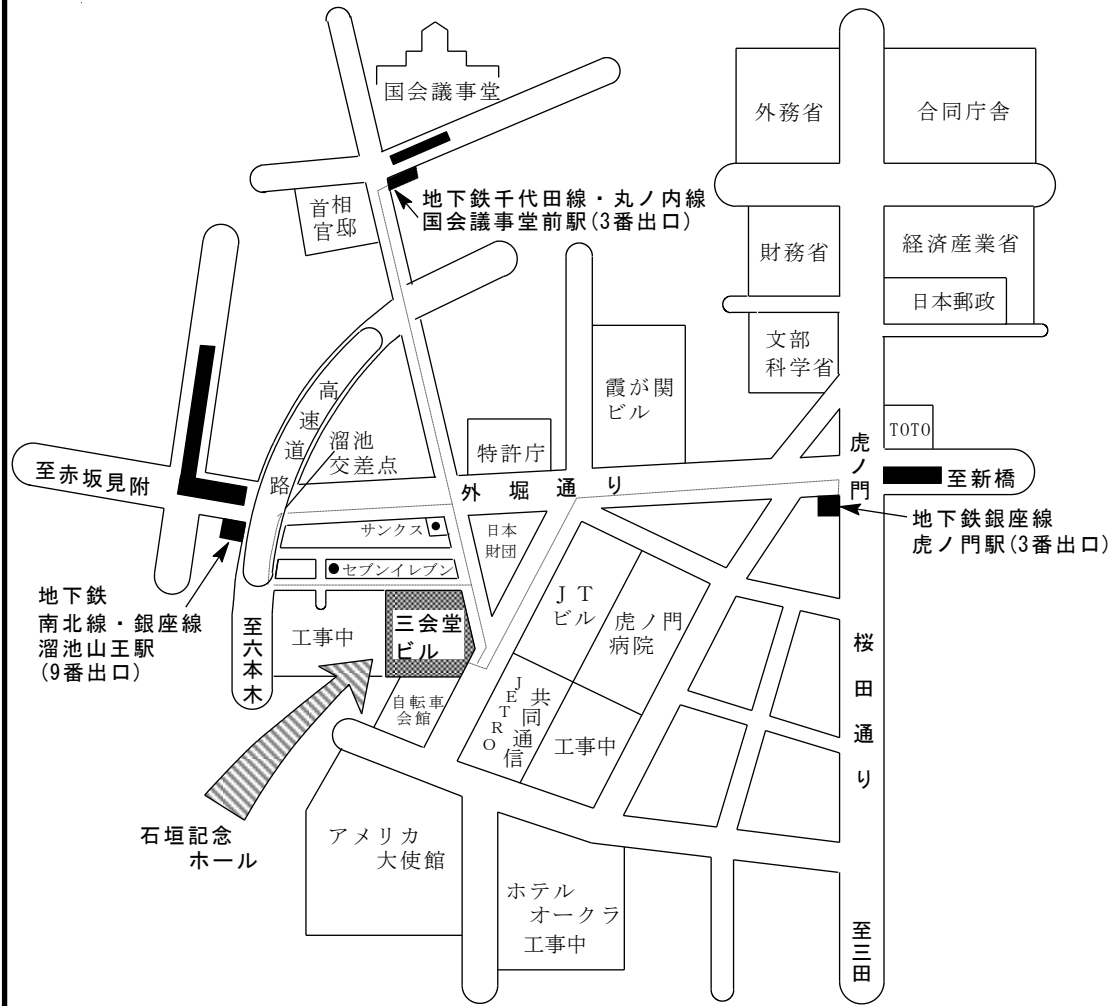 国会議事堂
外務省
合同庁舎
地下鉄千代田線・丸ノ内線
国会議事堂前駅(3番出口)
首相
官邸
財務省
経済産業省
日本郵政
文部
科学省
霞が関
ビル
高速道路
溜池
交差点
特許庁
虎ノ門
TOTO
至赤坂見附
外堀通り
至新橋
サンクス
日本
財団
地下鉄銀座線
虎ノ門駅(3番出口)
セブンイレブン
地下鉄
南北線・銀座線
溜池山王駅
(9番出口)
至六本木
工事中
三会堂
ビル
JT
ビル
虎ノ門
病院
桜田通り
自転車
会館
JETRO
共同通信
工事中
石垣記念
ホール
アメリカ
大使館
ホテル
オークラ
工事中
至三田